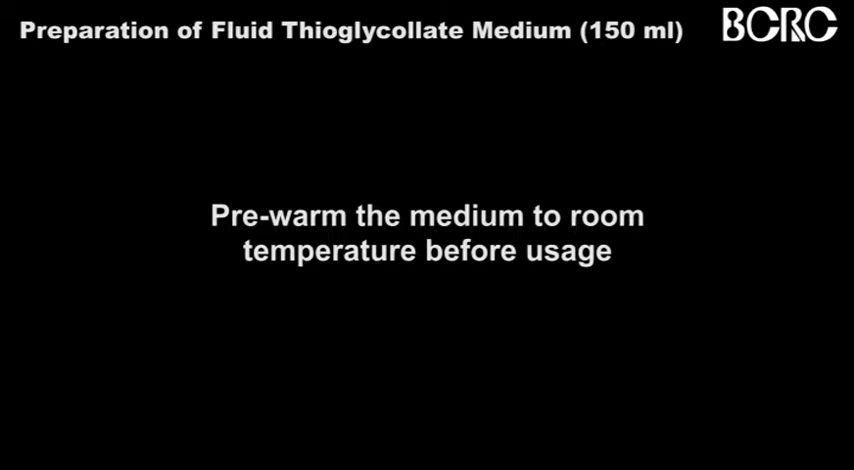 Preparation of Fluid Thioglycollate Medium (150 ml)
BCRC
Pre-warm the medium to room
temperature before usage